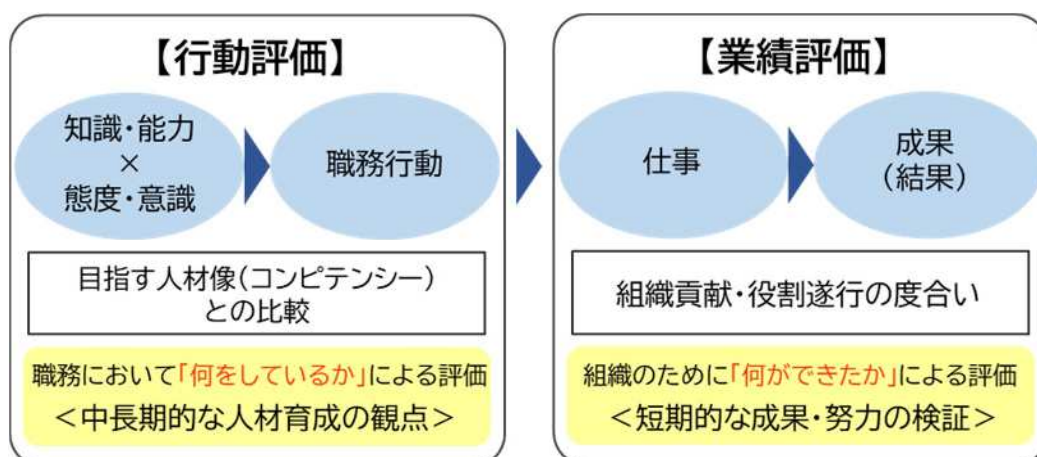 【行動評価】
知識・能力
×
態度・意識
職務行動
目指す人材像(コンピテンシー)
との比較
職務において「何をしているか」による評価
<中長期的な人材育成の観点>
【業績評価】
仕事
成果
(結果)
組織貢献・役割遂行の度合い
組織のために「何ができたか」による評価
<短期的な成果・努力の検証>